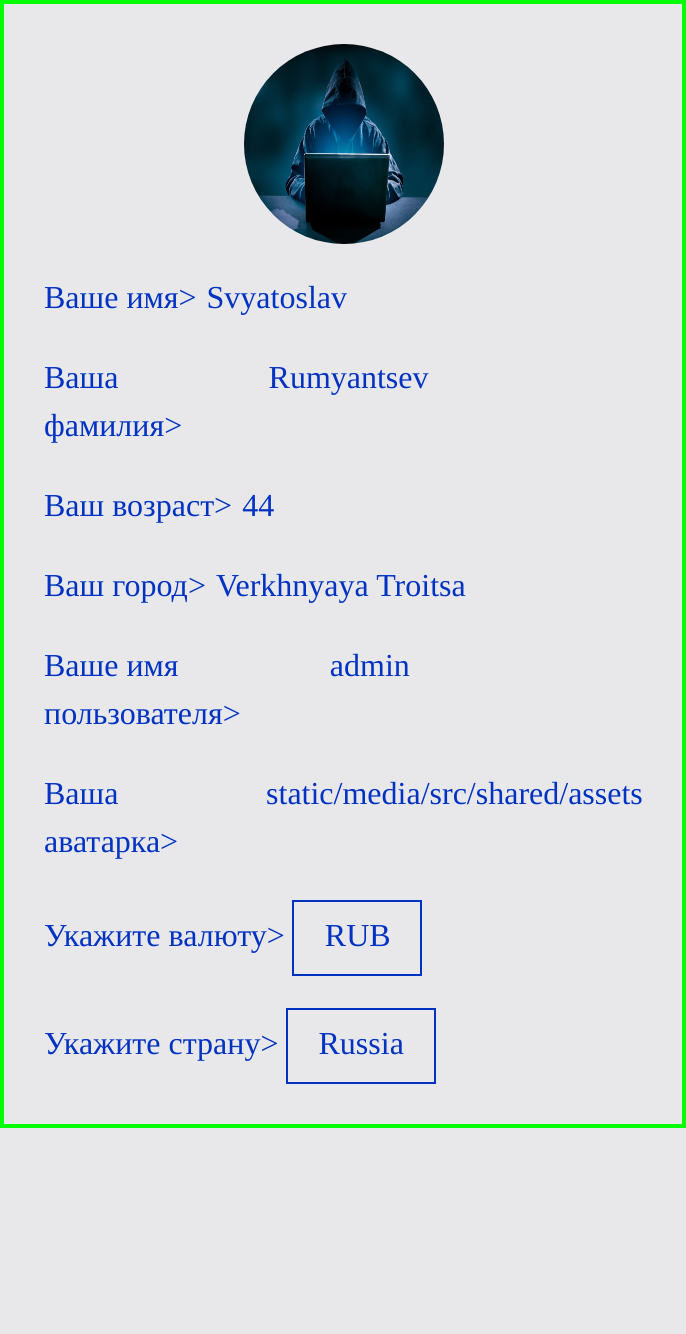 Ваше имя> Svyatoslav
Ваша Rumyantsev
фамилия>
Ваш возраст> 44
Ваш город> Verkhnyaya Troitsa
Ваше имя admin
пользователя>
Ваша static/media/src/shared/assets
аватарка>
Укажите валюту> RUB
Укажите страну> Russia